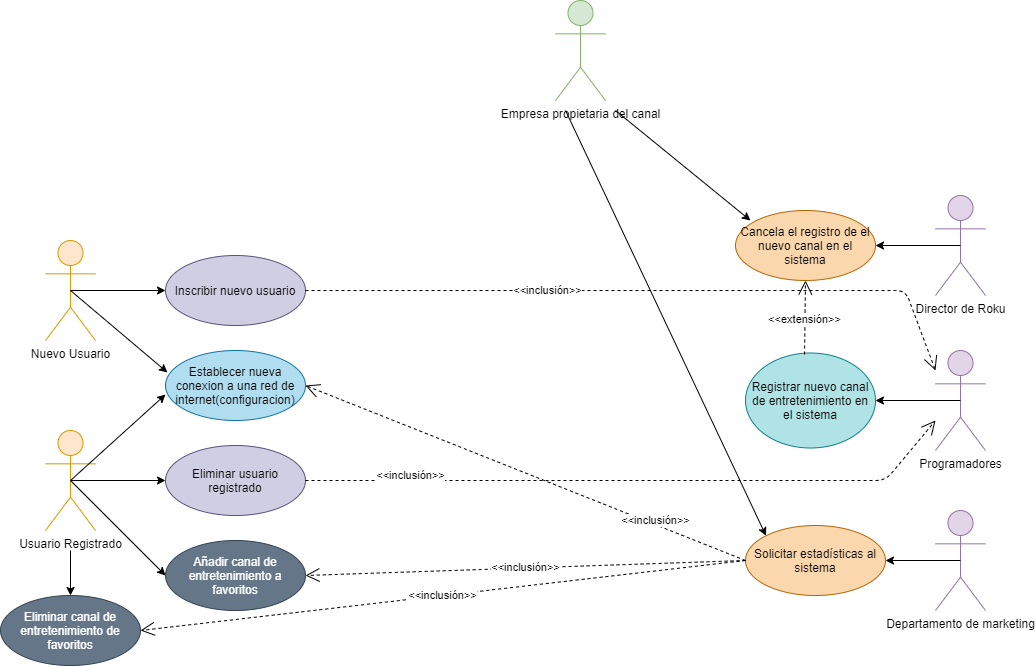 Empresa propietaria del canal
Cancela el registro de el
nuevo canal en el
sistema
Director de Roku
Nuevo Usuario
Inscribir nuevo usuario
<<inclusión>>
<<extensión>>
Establecer nueva
conexion a una red de
internet(configuracion)
Registrar nuevo canal
de entretenimiento en
el sistema
Programadores
Usuario Registrado
Eliminar usuario
registrado
<<inclusión>>
<<inclusión>>
Solicitar estadísticas al
sistema
Departamento de marketing
Añadir canal de
entretenimiento a
favoritos
<<inclusión>>
<<inclusión>>
Eliminar canal de
entretenimiento de
favoritos